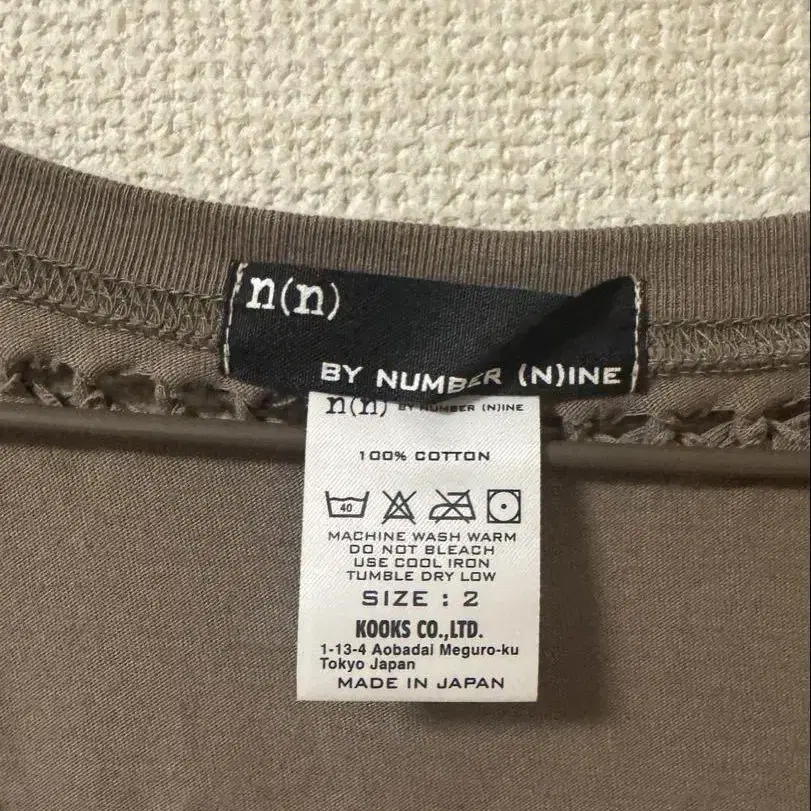 n(n)
BY NUMBER (N)INE
n(n) BY NUMBER (N)INE
100% COTTON
40
MACHINE WASH WARM
DO NOT BLEACH
USE COOL IRON
TUMBLE DRY LOW
SIZE : 2
KOOKS CO.,LTD.
1-13-4 Aobadai Meguro-ku
Tokyo Japan
MADE IN JAPAN